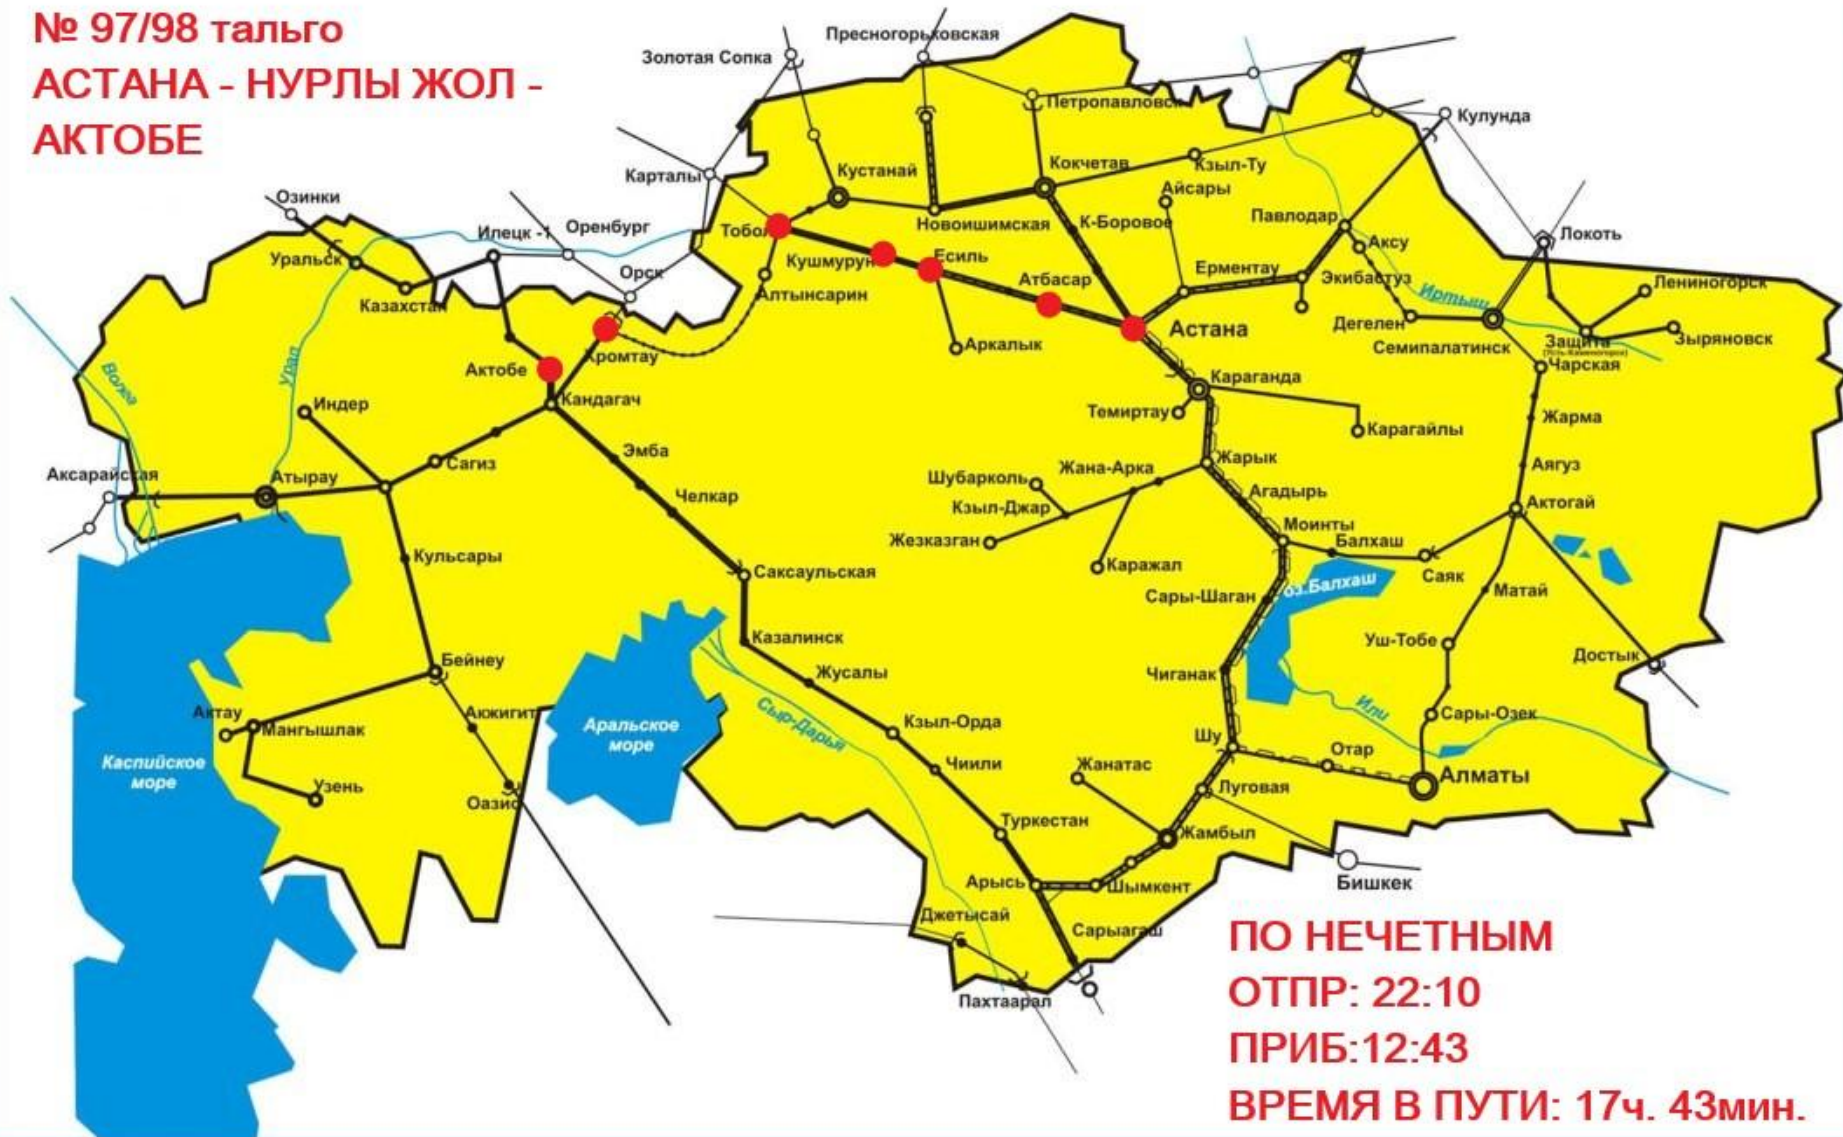 № 97/98 тальго
АСТАНА - НУРЛЫ ЖОЛ -
АКТОБЕ
Пресногорьковская
Золотая Сопка
Петропавловск
Кулунда
Карталы
Кустанай
Кокчетав
Кзыл-Ту
Айсары
Озинки
Илецк -1
Оренбург
Тобол
Новоишимская
К-Боровое
Павлодар
Аксу
Локоть
Уральск
Орск
Кушмурун
Есиль
Атбасар
Ерментау
Экибастуз
Лениногорск
Казахстан
Алтынсарин
Иртыш
Астана
Дегелен
Семипалатинск
Защита
(Усть-Каменогорск)
Зыряновск
Чарская
Волга
Урал
Актобе
Хромтау
Аркалык
Караганда
Темиртау
Карагайлы
Жарма
Индер
Кандагач
Эмба
Сагиз
Аксарайская
Атырау
Челкар
Шубарколь
Жана-Арка
Жарык
Аягуз
Кзыл-Джар
Агадырь
Актогай
Жезказган
Моинты
Балхаш
Кульсары
Саксаульская
Каражал
Саяк
оз.Балхаш
Сары-Шаган
Матай
Казалинск
Уш-Тобе
Достык
Бейнеу
Жусалы
Чиганак
Актау
Мангышлак
Акжигит
Аральское
море
Сыр-Дарья
Кзыл-Орда
Или
Сары-Озек
Шу
Отар
Каспийское
море
Узень
Оазис
Чиили
Жанатас
Луговая
Алматы
Туркестан
Жамбыл
Арысь
Шымкент
Бишкек
Джетысай
Сарыагаш
Пахтаарал
ПО НЕЧЕТНЫМ
ОТПР: 22:10
ПРИБ:12:43
ВРЕМЯ В ПУТИ: 17ч. 43мин.